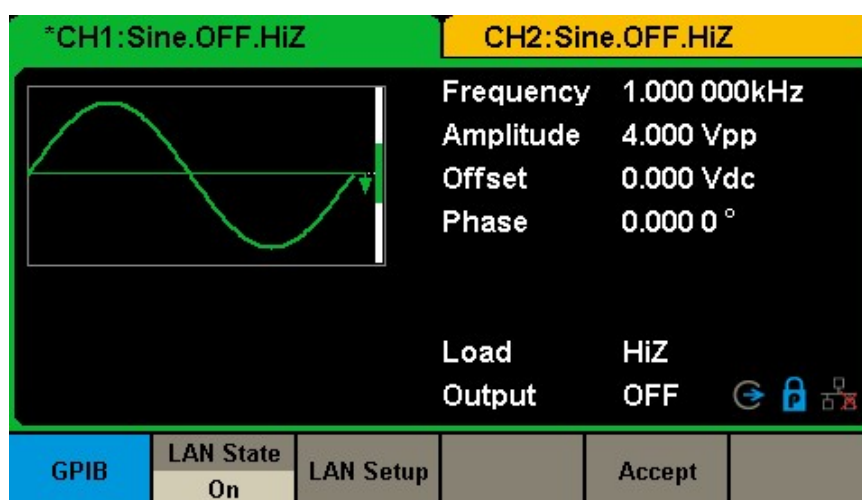 *CH1:Sine.OFF.HiZ CH2:Sine.OFF.HiZ
Frequency 1.000 000kHz
Amplitude 4.000 Vpp
Offset 0.000 Vdc
Phase 0.000 0 °
Load HiZ
Output OFF P
GPIB LAN State On LAN Setup Accept